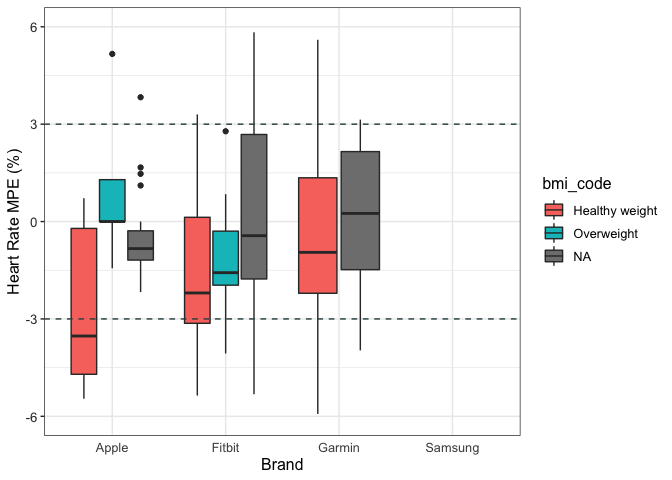 Heart Rate MPE (%)
6
3
0
-3
-6
Apple
Fitbit
Garmin
Samsung
Brand
bmi_code
Healthy weight
Overweight
NA